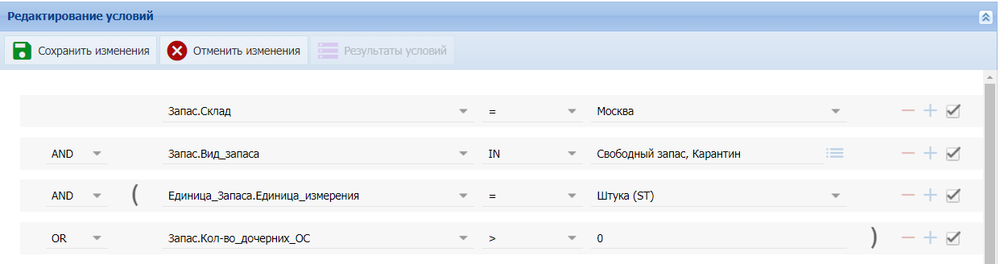 Редактирование условий
Сохранить изменения Отменить изменения Результаты условий
Запас.Склад = Москва
AND Запас.Вид_запаса IN Свободный запас, Карантин
AND ( Единица_Запаса.Единица_измерения = Штука (ST)
OR Запас.Кол-во_дочерних_ОС > 0 )